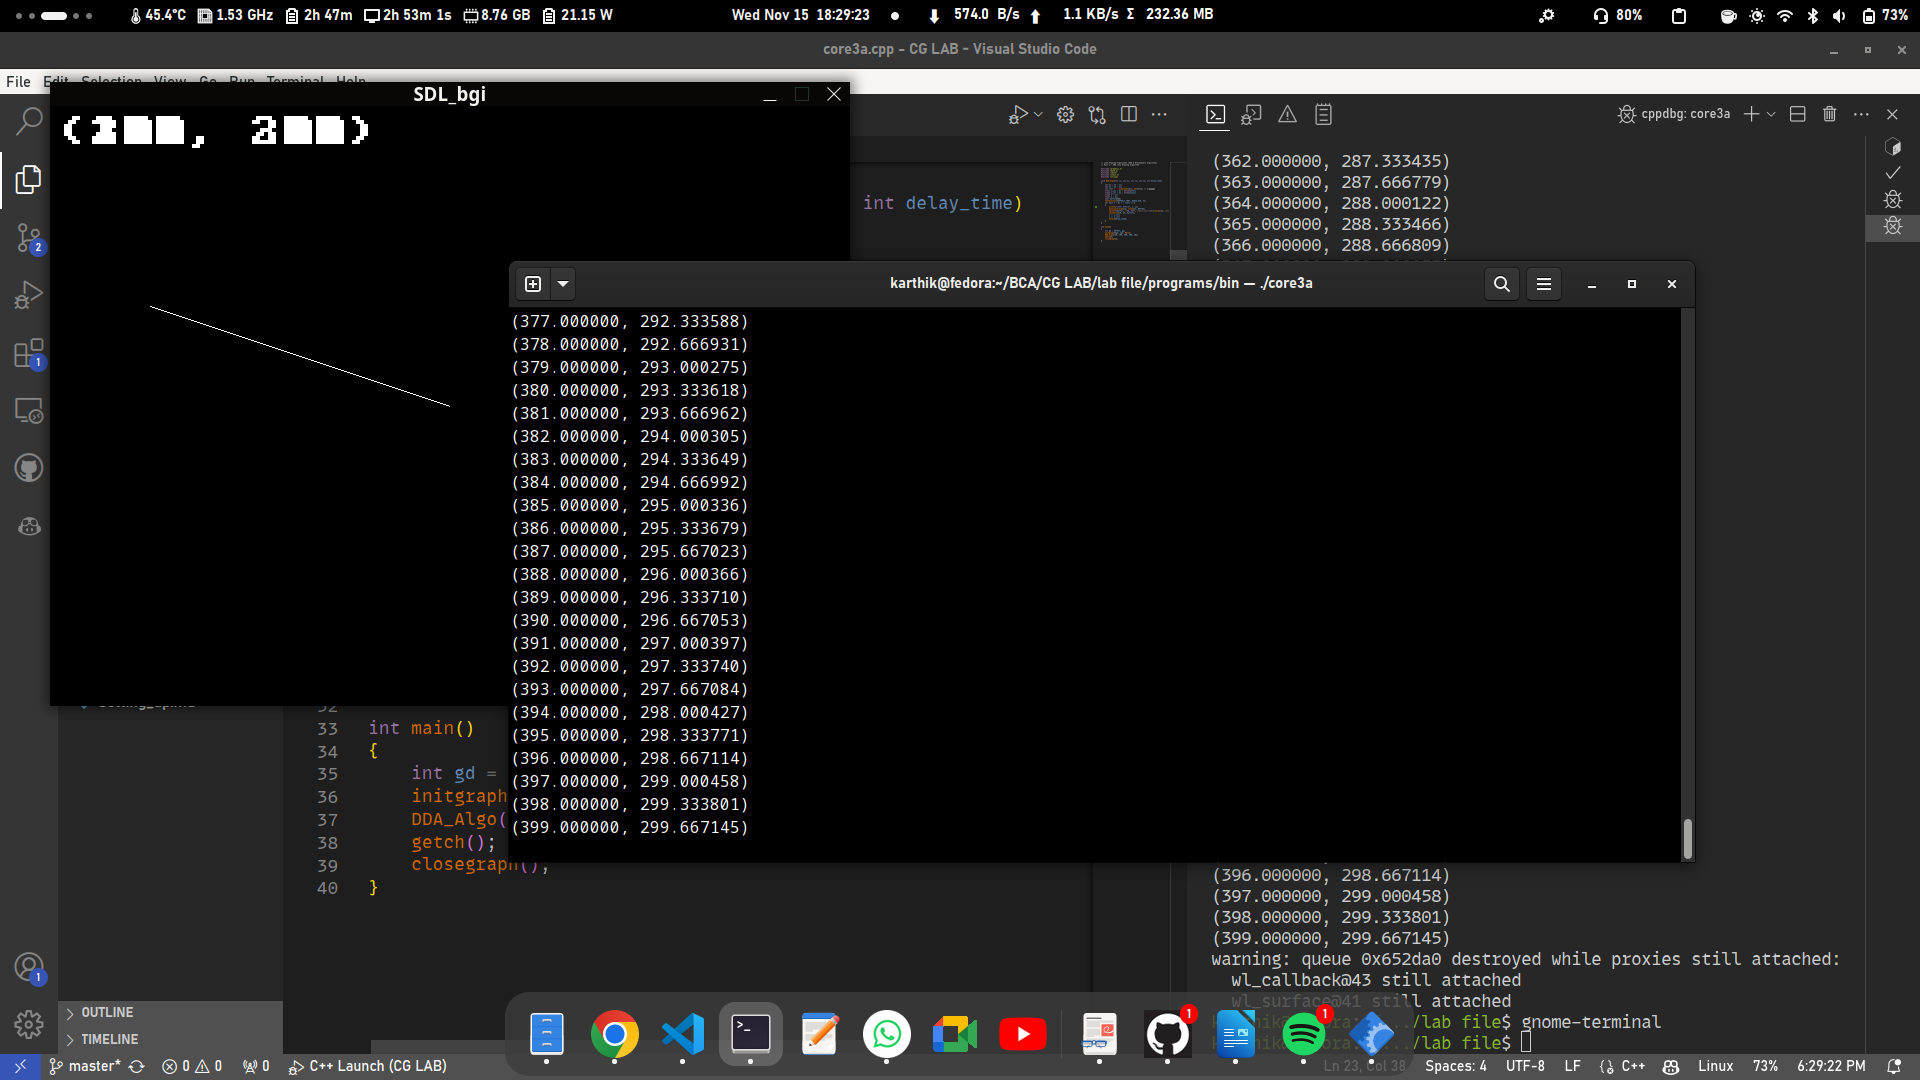 45.4°C 1.53 GHz 2h 47m 2h 53m 1s 8.76 GB 21.15 W Wed Nov 15 18:29:23 574.0 B/s 1.1 KB/s Σ 232.36 MB 80% 73%
core3a.cpp - CG LAB - Visual Studio Code
File Edit Selection View Go Run Terminal Help
SDL_bgi
cppdbg: core3a
int delay_time)
(362.000000, 287.333435)
(363.000000, 287.666779)
(364.000000, 288.000122)
(365.000000, 288.333466)
(366.000000, 288.666809)
2
1
karthik@fedora:~/BCA/CG LAB/lab file/programs/bin — ./core3a
(377.000000, 292.333588)
(378.000000, 292.666931)
(379.000000, 293.000275)
(380.000000, 293.333618)
(381.000000, 293.666962)
(382.000000, 294.000305)
(383.000000, 294.333649)
(384.000000, 294.666992)
(385.000000, 295.000336)
(386.000000, 295.333679)
(387.000000, 295.667023)
(388.000000, 296.000366)
(389.000000, 296.333710)
(390.000000, 296.667053)
(391.000000, 297.000397)
(392.000000, 297.333740)
(393.000000, 297.667084)
(394.000000, 298.000427)
(395.000000, 298.333771)
(396.000000, 298.667114)
(397.000000, 299.000458)
(398.000000, 299.333801)
(399.000000, 299.667145)
32
33 int main()
34 {
35 int gd =
36 initgraph
37 DDA_Algo(
38 getch();
39 closegraph();
40 }
(396.000000, 298.667114)
(397.000000, 299.000458)
(398.000000, 299.333801)
(399.000000, 299.667145)
warning: queue 0x652da0 destroyed while proxies still attached:
wl_callback@43 still attached
wl_surface@41 still attached
lab file$ gnome-terminal
lab file$
1
1
1
OUTLINE
TIMELINE
master* 0 0 0 C++ Launch (CG LAB) Ln 23, Col 38 Spaces: 4 UTF-8 LF C++ Linux 73% 6:29:22 PM